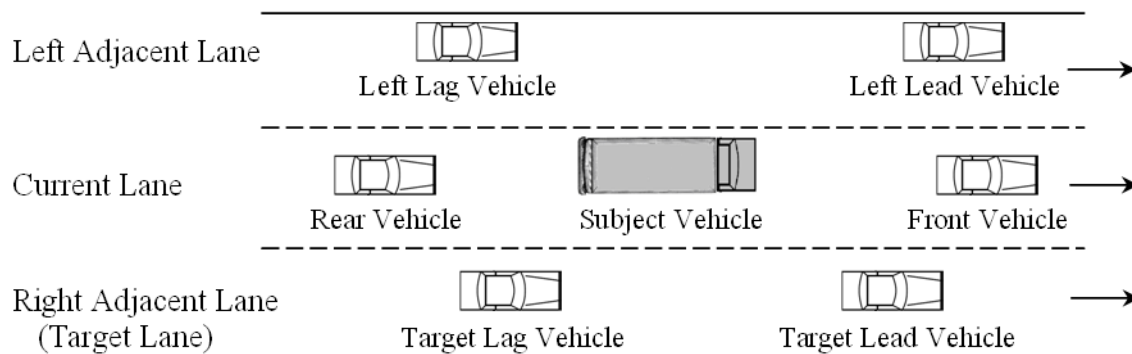 Left Adjacent Lane
Left Lag Vehicle
Left Lead Vehicle
Current Lane
Rear Vehicle
Subject Vehicle
Front Vehicle
Right Adjacent Lane
(Target Lane)
Target Lag Vehicle
Target Lead Vehicle